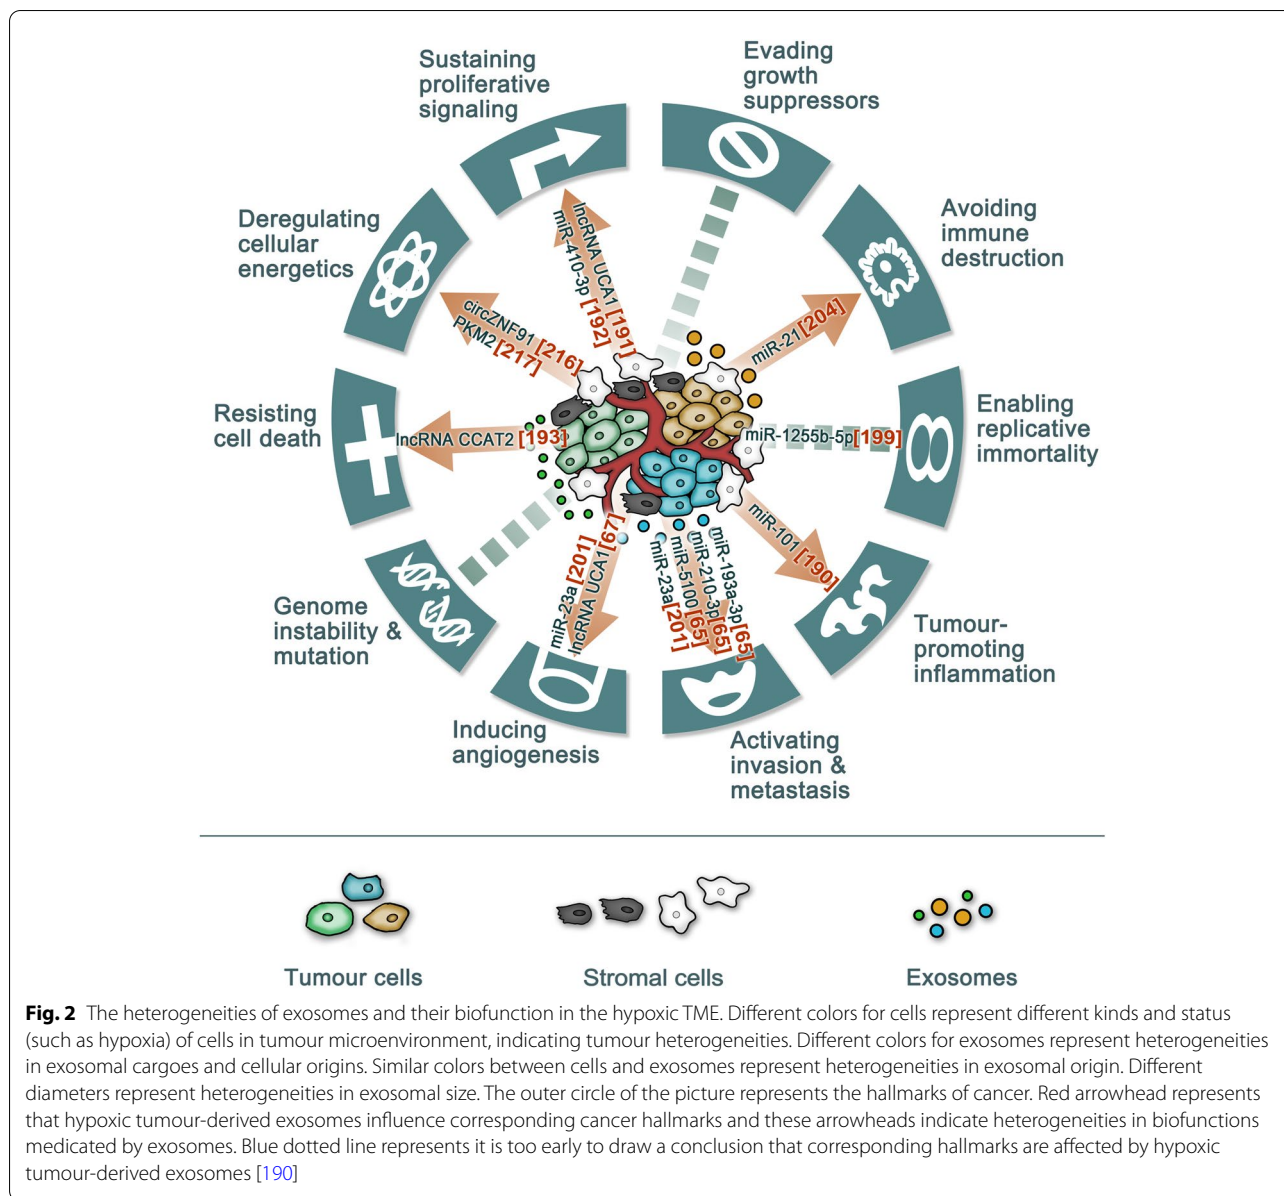 Sustaining
proliferative
signaling
Evading
growth
suppressors
Deregulating
cellular
energetics
Avoiding
immune
destruction
lncRNA UCA1[191]
miR-410-3p[192]
miR-21[204]
circZNF91[216]
PKM2[217]
Resisting
cell death
lncRNA CCAT2 [193]
miR-1255b-5p[199]
Enabling
replicative
immortality
miR-101[190]
miR-23a[201]
lncRNA UCA1[67]
miR-23a[201]
miR-5100[65]
miR-210-3p[65]
miR-193a-3p[65]
Genome
instability &
mutation
Tumour-
promoting
inflammation
Inducing
angiogenesis
Activating
invasion &
metastasis
Tumour cells
Stromal cells
Exosomes
Fig. 2 The heterogeneities of exosomes and their biofunction in the hypoxic TME. Different colors for cells represent different kinds and status
(such as hypoxia) of cells in tumour microenvironment, indicating tumour heterogeneities. Different colors for exosomes represent heterogeneities
in exosomal cargoes and cellular origins. Similar colors between cells and exosomes represent heterogeneities in exosomal origin. Different
diameters represent heterogeneities in exosomal size. The outer circle of the picture represents the hallmarks of cancer. Red arrowhead represents
that hypoxic tumour-derived exosomes influence corresponding cancer hallmarks and these arrowheads indicate heterogeneities in biofunctions
medicated by exosomes. Blue dotted line represents it is too early to draw a conclusion that corresponding hallmarks are affected by hypoxic
tumour-derived exosomes [190]